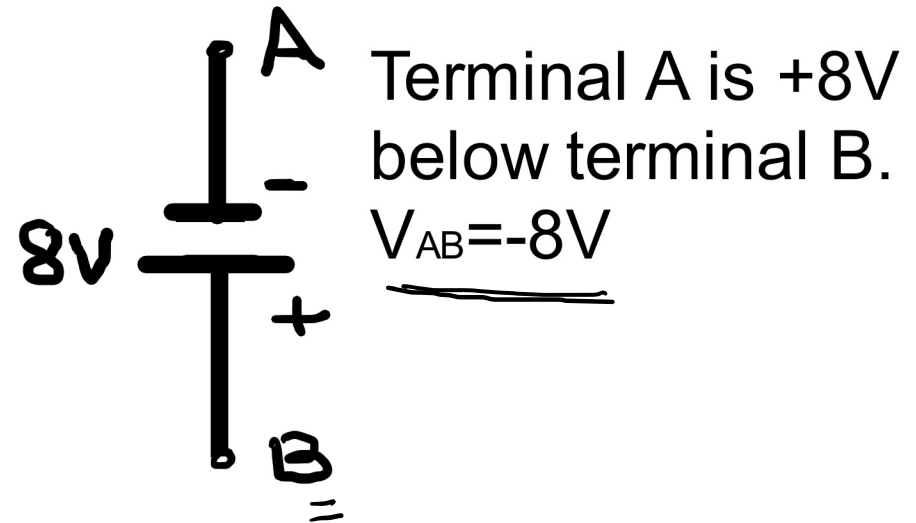 A
Terminal A is +8V
below terminal B.
-
VAB=-8V
8V
+
B